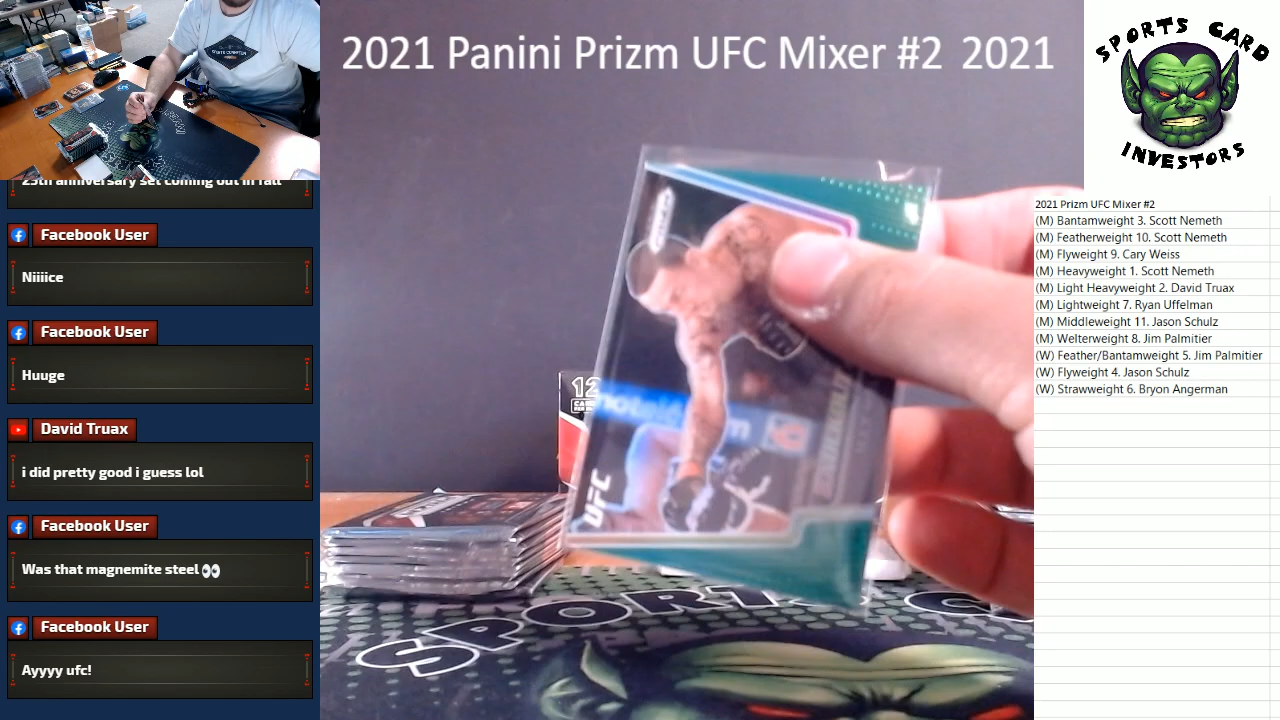 2021 Panini Prizm UFC Mixer #2 2021
SPORTS CARD
INVESTORS
25th anniversary set coming out in fall
Facebook User
Niiiice
Facebook User
Huuge
David Truax
i did pretty good i guess lol
Facebook User
Was that magnemite steel 👀
Facebook User
Ayyyy ufc!
2021 Prizm UFC Mixer #2
(M) Bantamweight 3. Scott Nemeth
(M) Featherweight 10. Scott Nemeth
(M) Flyweight 9. Cary Weiss
(M) Heavyweight 1. Scott Nemeth
(M) Light Heavyweight 2. David Truax
(M) Lightweight 7. Ryan Uffelman
(M) Middleweight 11. Jason Schulz
(M) Welterweight 8. Jim Palmitier
(W) Feather/Bantamweight 5. Jim Palmitier
(W) Flyweight 4. Jason Schulz
(W) Strawweight 6. Bryon Angerman
PRIZM
UFC
12
SPORTS C